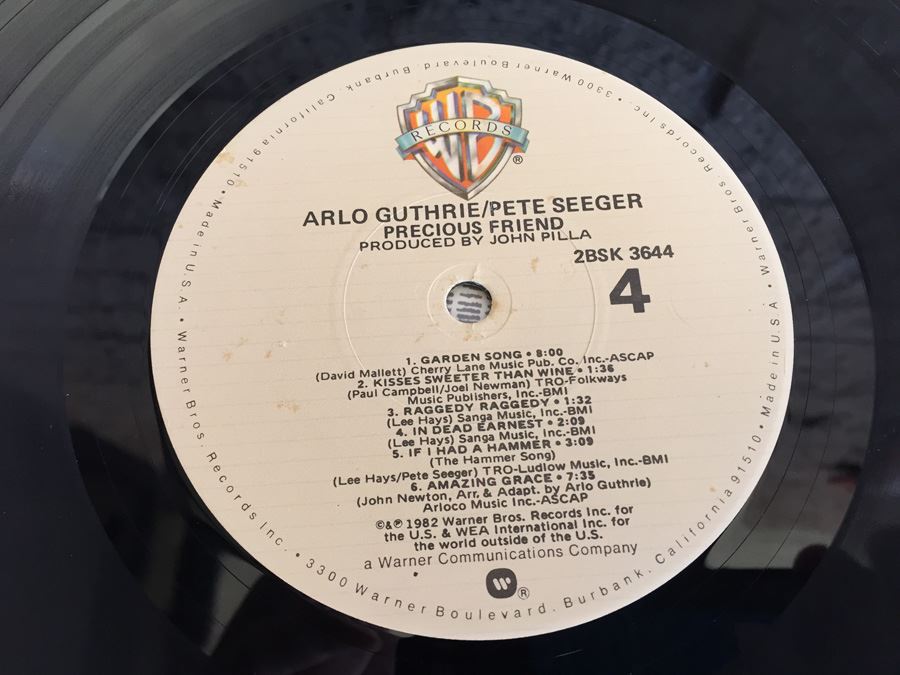 WB
RECORDS
®
ARLO GUTHRIE/PETE SEEGER
PRECIOUS FRIEND
PRODUCED BY JOHN PILLA
2BSK 3644
4
1. GARDEN SONG • 8:00
(David Mallett) Cherry Lane Music Pub. Co. Inc.-ASCAP
2. KISSES SWEETER THAN WINE • 1:36
(Paul Campbell/Joel Newman) TRO-Folkways
Music Publishers, Inc.-BMI
3. RAGGEDY RAGGEDY • 1:32
(Lee Hays) Sanga Music, Inc.-BMI
4. IN DEAD EARNEST • 2:09
(Lee Hays) Sanga Music, Inc.-BMI
5. IF I HAD A HAMMER • 3:09
(The Hammer Song)
(Lee Hays/Pete Seeger) TRO-Ludlow Music, Inc.-BMI
6. AMAZING GRACE • 7:35
(John Newton, Arr. & Adapt. by Arlo Guthrie)
Arloco Music Inc.-ASCAP
©&℗ 1982 Warner Bros. Records Inc. for
the U.S. & WEA International Inc. for
the world outside of the U.S.
a Warner Communications Company
®
Warner Bros. Records Inc. • 3300 Warner Boulevard. Burbank. California 91510 • Made in U.S.A. •
Warner Bros. Records Inc. • 3300 Warner Boulevard. Burbank. California 91510 • Made in U.S.A. •